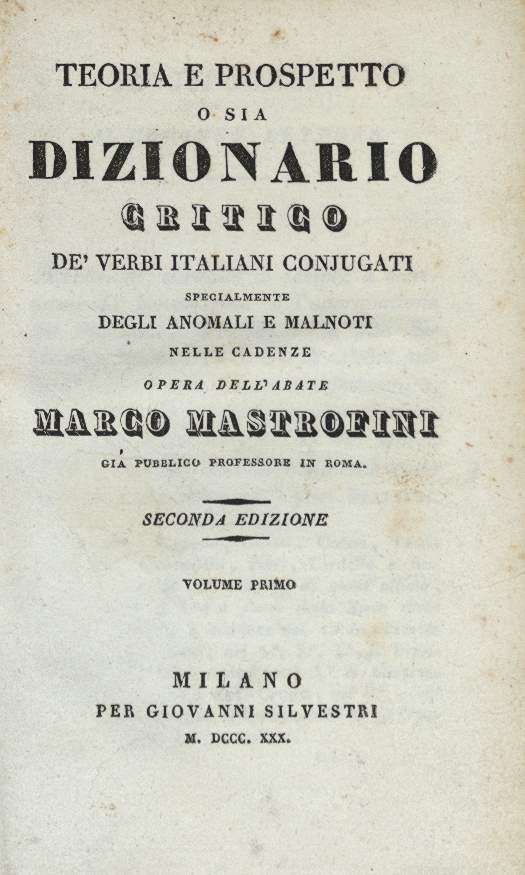 TEORIA E PROSPETTO
O SIA
DIZIONARIO
CRITICO
DE' VERBI ITALIANI CONJUGATI
SPECIALMENTE
DEGLI ANOMALI E MALNOTI
NELLE CADENZE
OPERA DELL'ABATE
MARCO MASTROFINI
GIÁ PUBBLICO PROFESSORE IN ROMA.
SECONDA EDIZIONE
VOLUME PRIMO
MILANO
PER GIOVANNI SILVESTRI
M. DCCC. XXX.